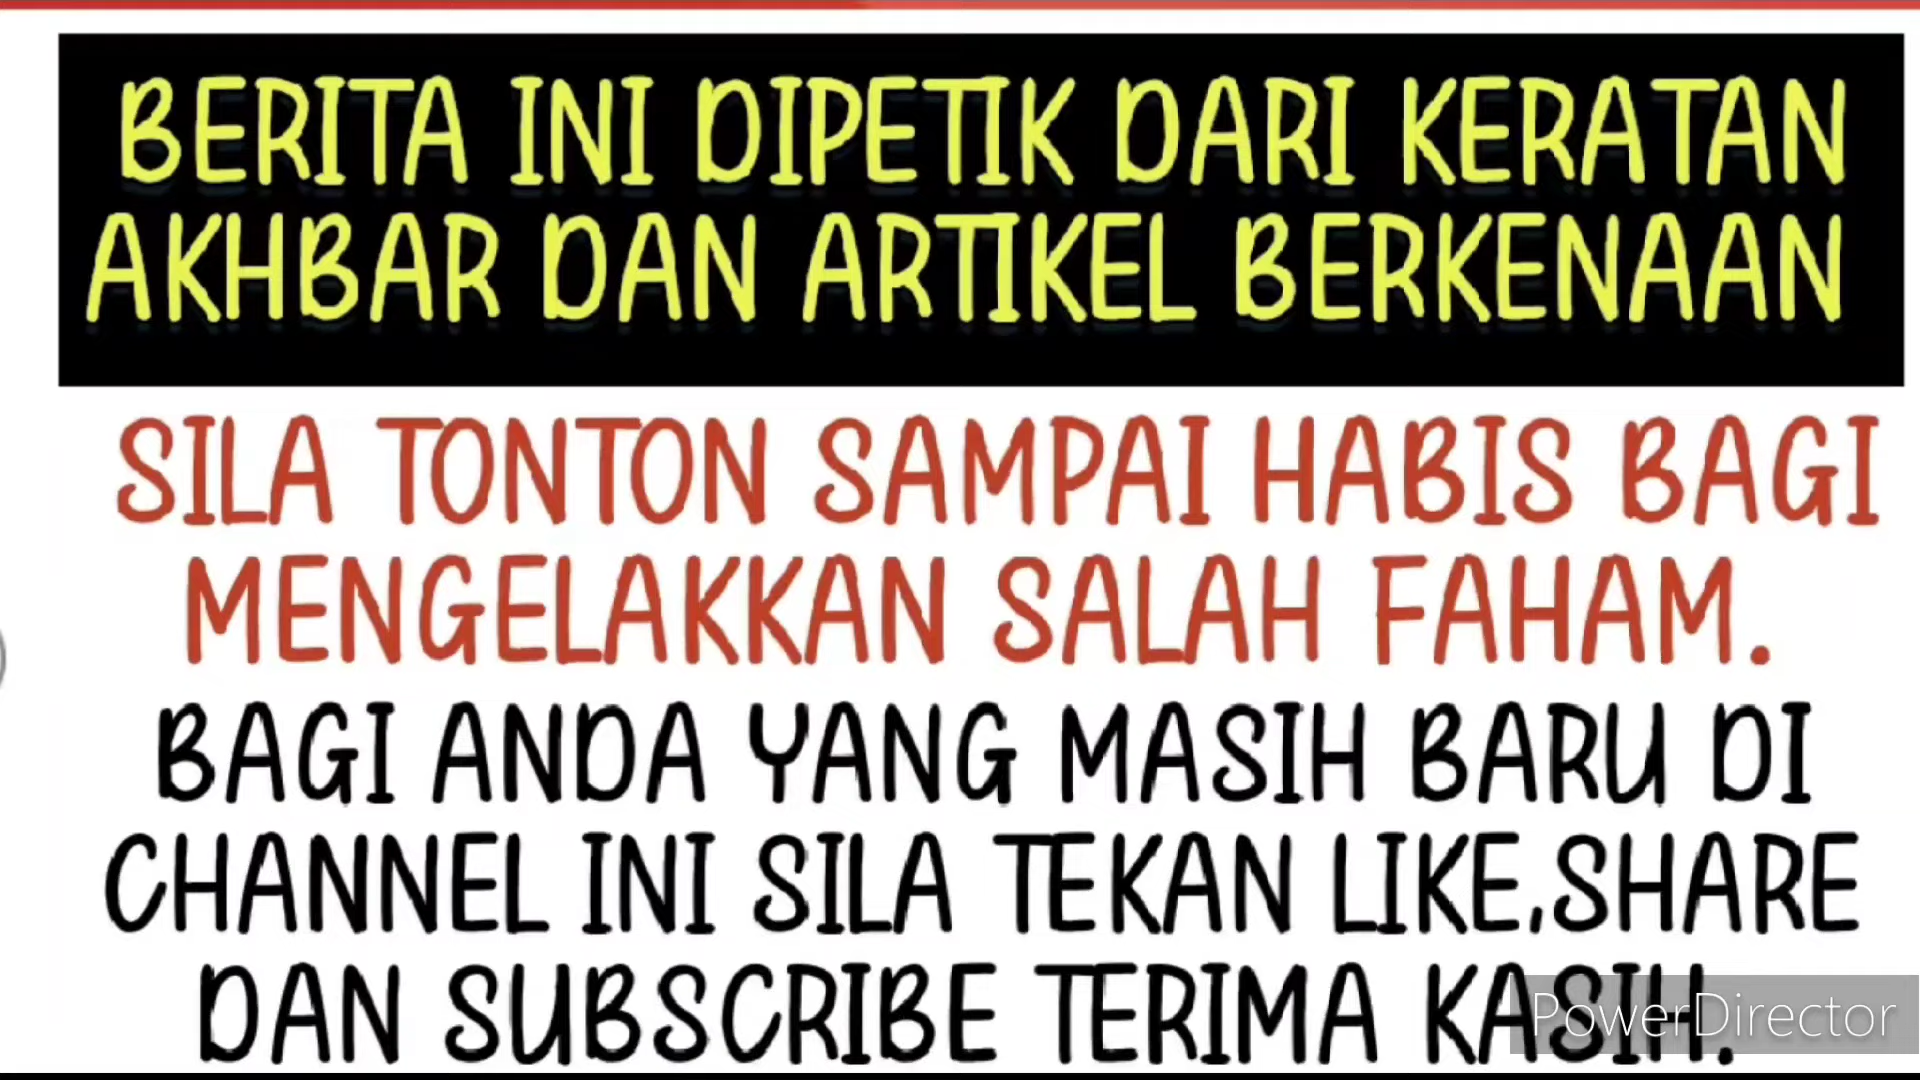 BERITA INI DIPETIK DARI KERATAN
AKHBAR DAN ARTIKEL BERKENAAN
SILA TONTON SAMPAI HABIS BAGI
MENGELAKKAN SALAH FAHAM.
BAGI ANDA YANG MASIH BARU DI
CHANNEL INI SILA TEKAN LIKE,SHARE
DAN SUBSCRIBE TERIMA KASIH.
PowerDirector